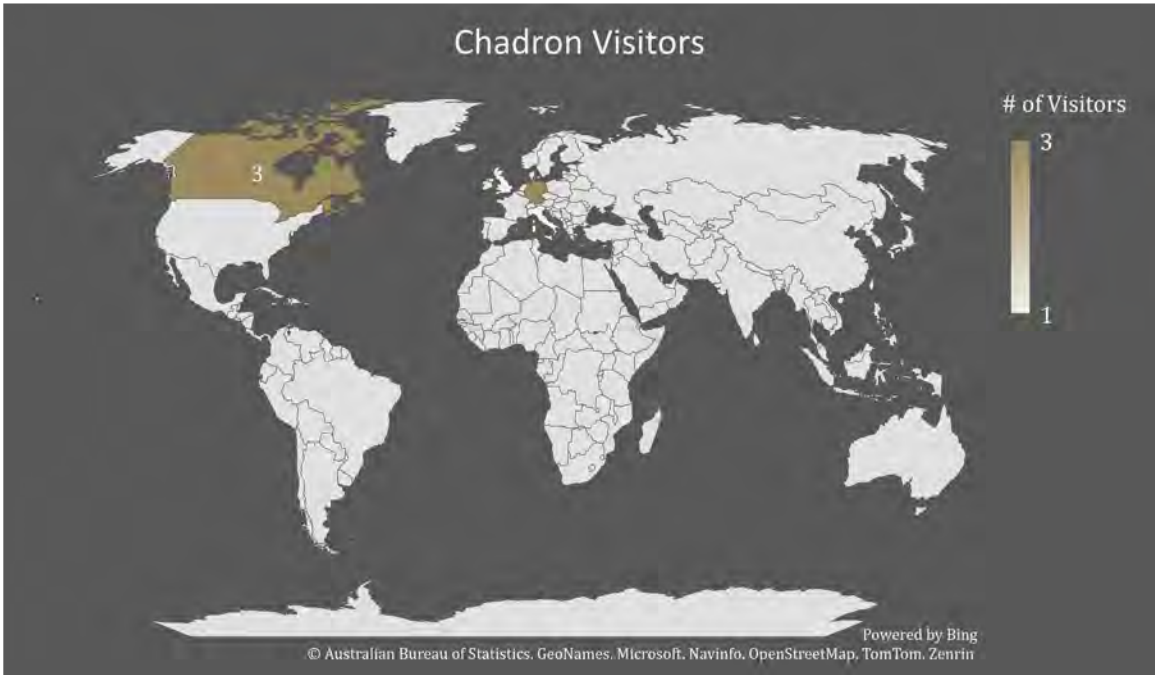 Chadron Visitors
# of Visitors
3
1
3
Powered by Bing
© Australian Bureau of Statistics, GeoNames, Microsoft, Navinfo, OpenStreetMap, TomTom, Zenrin